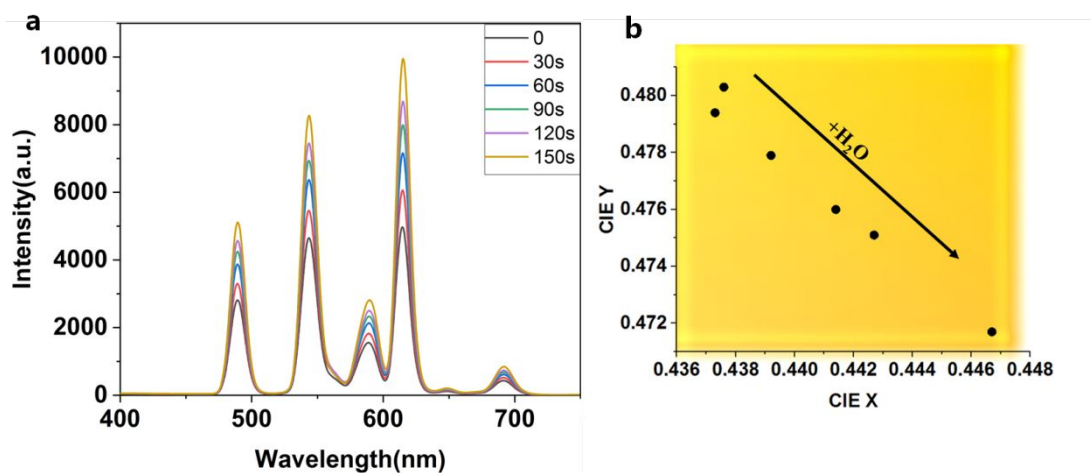 a
10000
8000
6000
4000
2000
0
Intensity(a.u.)
0
30s
60s
90s
120s
150s
400
500
600
700
Wavelength(nm)
b
0.480
0.478
0.476
0.474
0.472
CIE Y
+H₂O
0.436
0.438
0.440
0.442
0.444
0.446
0.448
CIE X